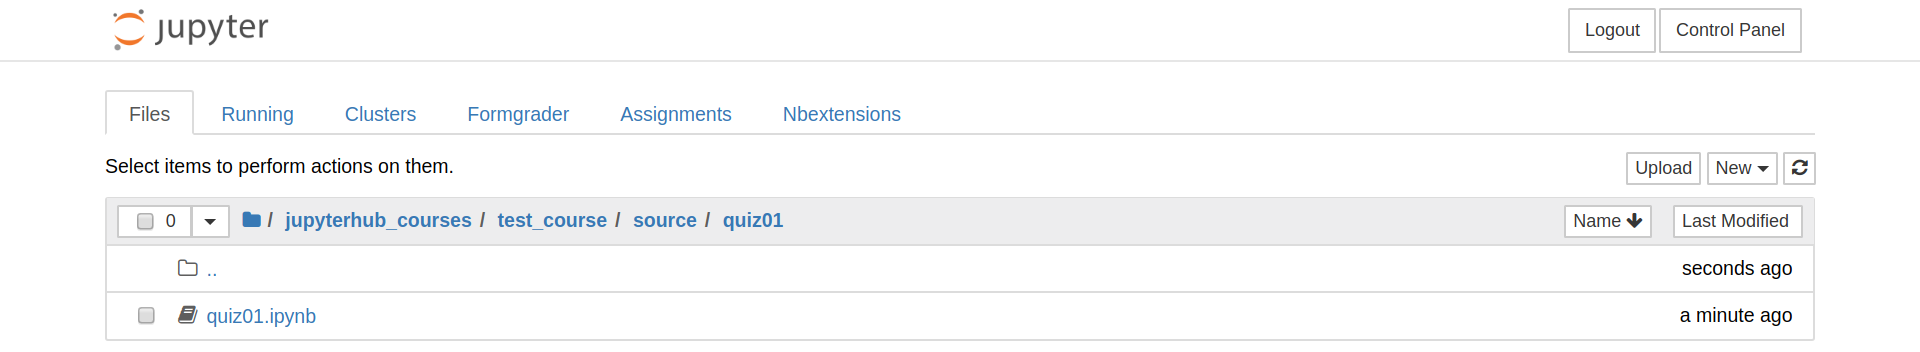 jupyter Logout Control Panel
Files Running Clusters Formgrader Assignments Nbextensions
Select items to perform actions on them. Upload New
0 / jupyterhub_courses / test_course / source / quiz01 Name Last Modified
.. seconds ago
quiz01.ipynb a minute ago